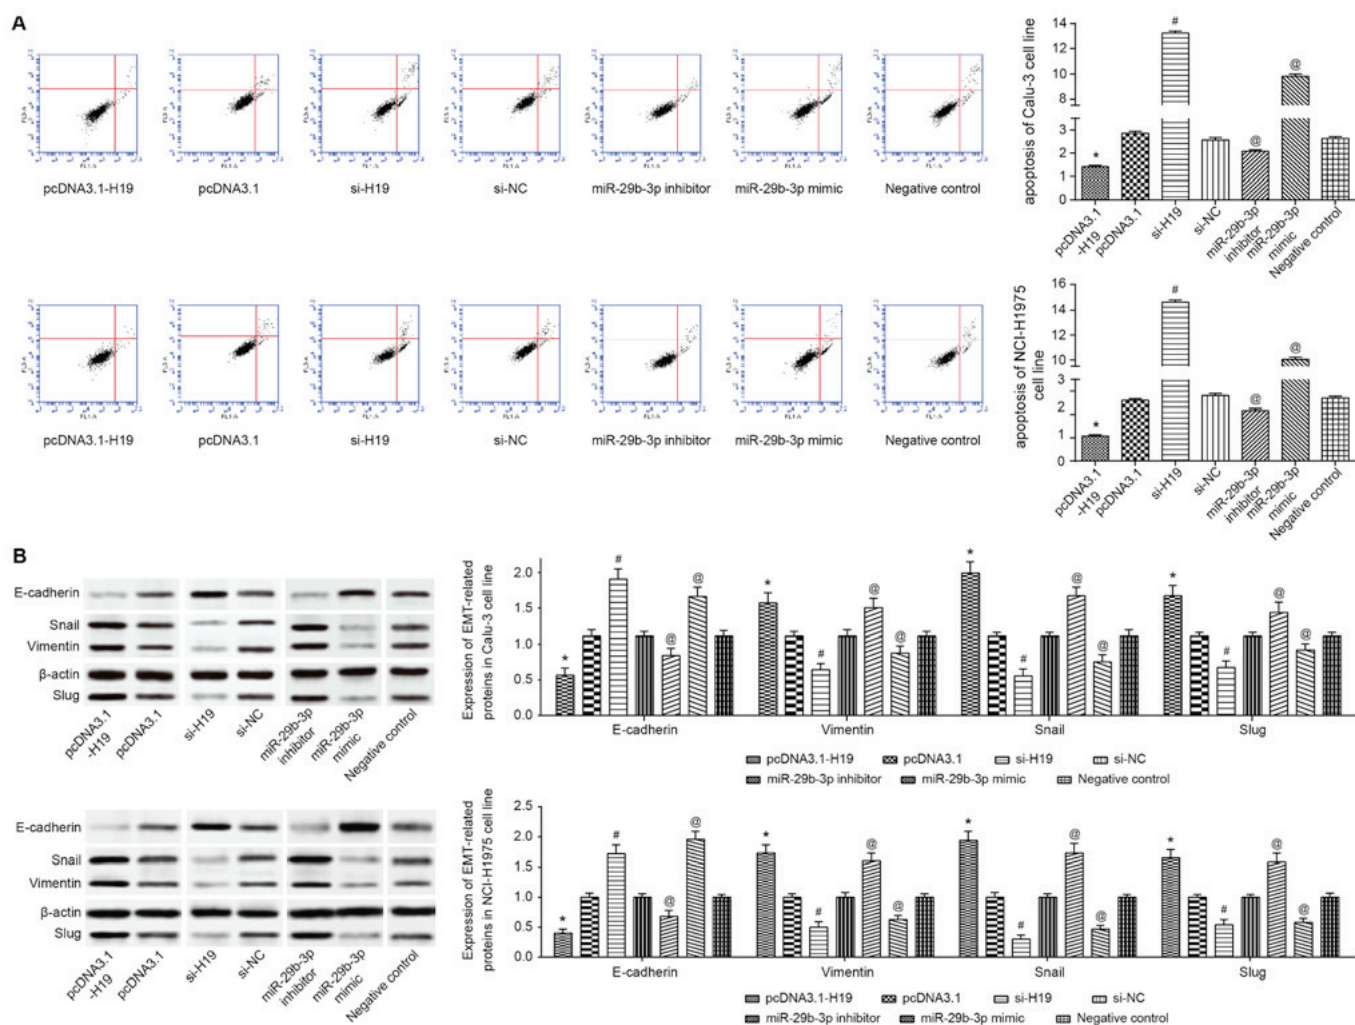 A
FL3-A
FL1-A
pcDNA3.1-H19
pcDNA3.1
si-H19
si-NC
miR-29b-3p inhibitor
miR-29b-3p mimic
Negative control
apoptosis of Calu-3 cell line
14
12
10
8
3
2
1
0
*
#
@
@
pcDNA3.1
-H19
pcDNA3.1
si-H19
si-NC
miR-29b-3p
inhibitor
miR-29b-3p
mimic
Negative control
FL3-A
FL1-A
pcDNA3.1-H19
pcDNA3.1
si-H19
si-NC
miR-29b-3p inhibitor
miR-29b-3p mimic
Negative control
apoptosis of NCI-H1975
cell line
16
14
12
10
3
2
1
0
*
#
@
@
pcDNA3.1
-H19
pcDNA3.1
si-H19
si-NC
miR-29b-3p
inhibitor
miR-29b-3p
mimic
Negative control
B
E-cadherin
Snail
Vimentin
β-actin
Slug
pcDNA3.1
-H19
pcDNA3.1
si-H19
si-NC
miR-29b-3p
inhibitor
miR-29b-3p
mimic
Negative control
Expression of EMT-related
proteins in Calu-3 cell line
2.0
1.5
1.0
0.5
0.0
* # @ @
* # @ @
* # @ @
* # @ @
E-cadherin Vimentin Snail Slug
pcDNA3.1-H19 pcDNA3.1 si-H19 si-NC
miR-29b-3p inhibitor miR-29b-3p mimic Negative control
E-cadherin
Snail
Vimentin
β-actin
Slug
pcDNA3.1
-H19
pcDNA3.1
si-H19
si-NC
miR-29b-3p
inhibitor
miR-29b-3p
mimic
Negative control
Expression of EMT-related
proteins in NCI-H1975 cell line
2.5
2.0
1.5
1.0
0.5
0.0
* # @ @
* # @ @
* # @ @
* # @ @
E-cadherin Vimentin Snail Slug
pcDNA3.1-H19 pcDNA3.1 si-H19 si-NC
miR-29b-3p inhibitor miR-29b-3p mimic Negative control